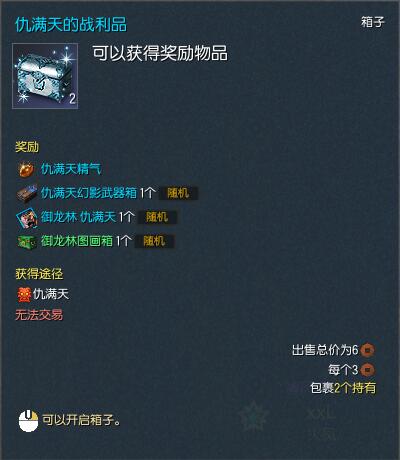 仇满天的战利品
箱子
可以获得奖励物品
2
奖励
仇满天精气
仇满天幻影武器箱 1个 随机
御龙林 仇满天 1个 随机
御龙林图画箱 1个 随机
获得途径
仇满天
无法交易
出售总价为6
每个3
包裹2个持有
XXL
火凤
可以开启箱子。